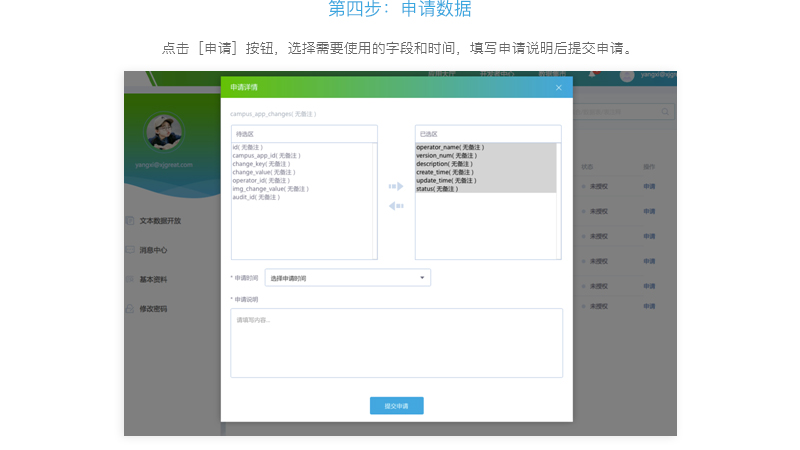 第四步：申请数据
点击［申请］按钮，选择需要使用的字段和时间，填写申请说明后提交申请。
申请详情
campus_app_changes( 无备注 )
待选区
id( 无备注 )
campus_app_id( 无备注 )
change_key( 无备注 )
change_value( 无备注 )
operator_id( 无备注 )
img_change_value( 无备注 )
audit_id( 无备注 )
已选区
operator_name( 无备注 )
version_num( 无备注 )
description( 无备注 )
create_time( 无备注 )
update_time( 无备注 )
status( 无备注 )
* 申请时间 选择申请时间
* 申请说明
请填写内容...
提交申请
文本数据开放
消息中心
基本资料
修改密码
状态 操作
未授权 申请
未授权 申请
未授权 申请
未授权 申请
未授权 申请
未授权 申请